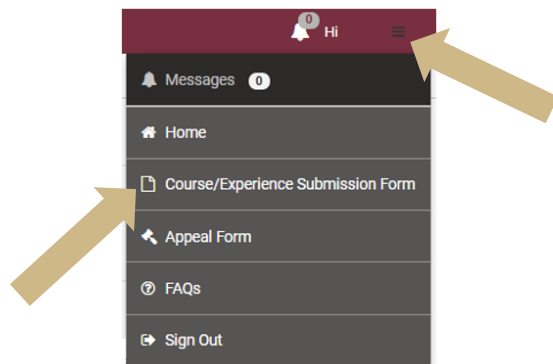 0
Hi
Messages 0
Home
Course/Experience Submission Form
Appeal Form
FAQs
Sign Out